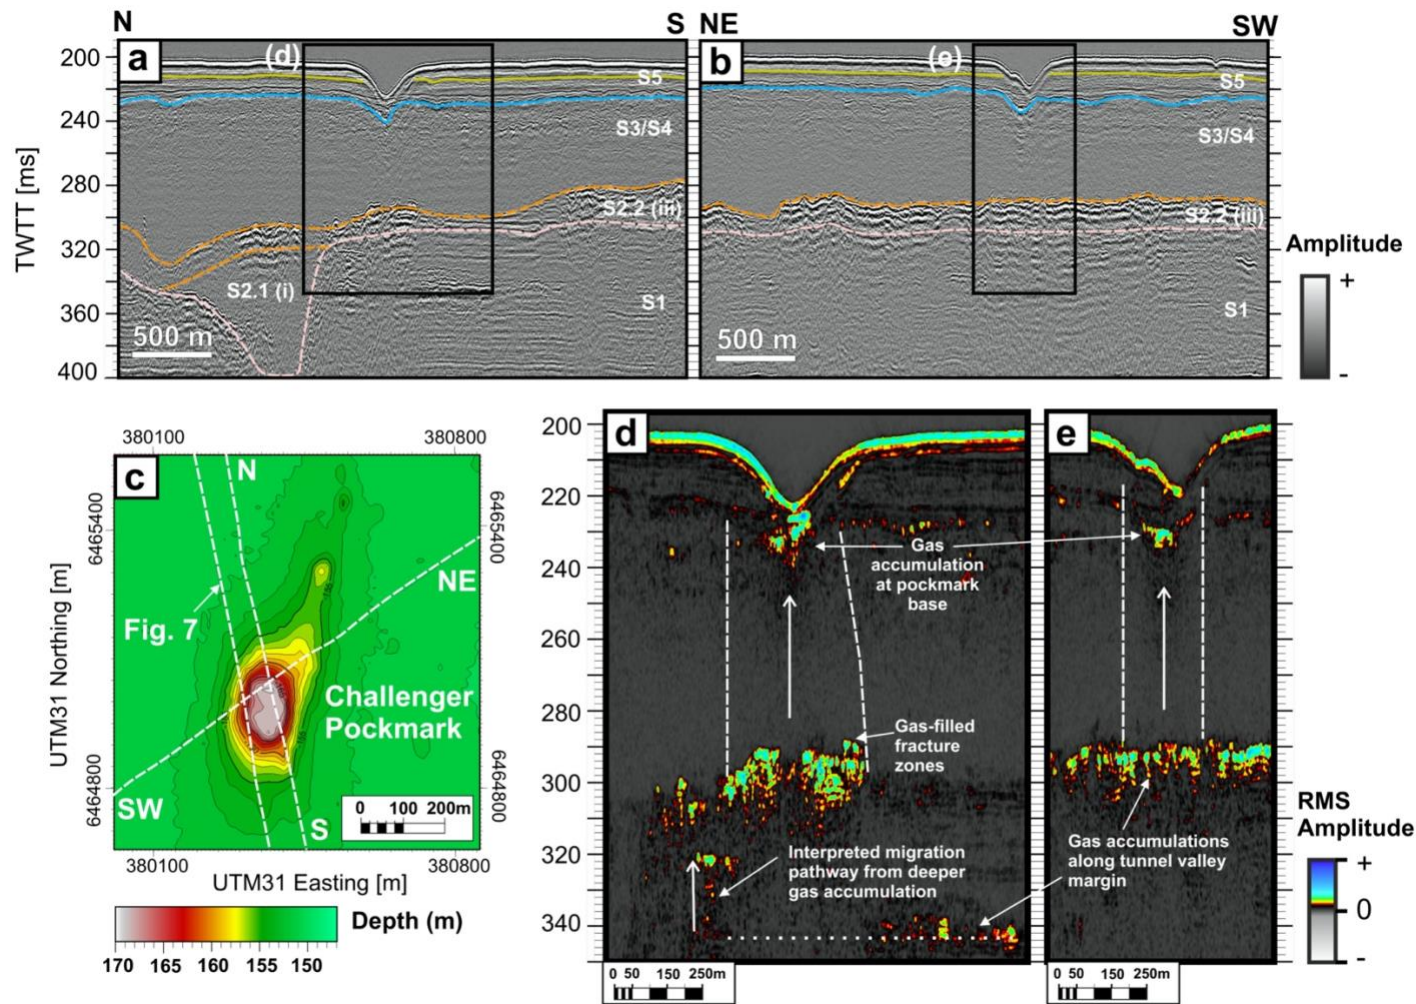 N
S
NE
SW
a
(d)
b
(e)
S5
S5
S3/S4
S3/S4
S2.2 (iii)
S2.2 (iii)
S2.1 (i)
S1
S1
500 m
500 m
TWTT [ms]
200
240
280
320
360
400
Amplitude
+
-
380100
380800
c
N
NE
Fig. 7
Challenger
Pockmark
SW
S
0 100 200m
6465400
6464800
6465400
6464800
UTM31 Northing [m]
380100
380800
UTM31 Easting [m]
Depth (m)
170 165 160 155 150
d
e
200
220
240
260
280
300
320
340
Gas
accumulation
at pockmark
base
Gas-filled
fracture
zones
Interpreted migration
pathway from deeper
gas accumulation
Gas accumulations
along tunnel valley
margin
0 50 150 250m
0 50 150 250m
RMS
Amplitude
+
0
-